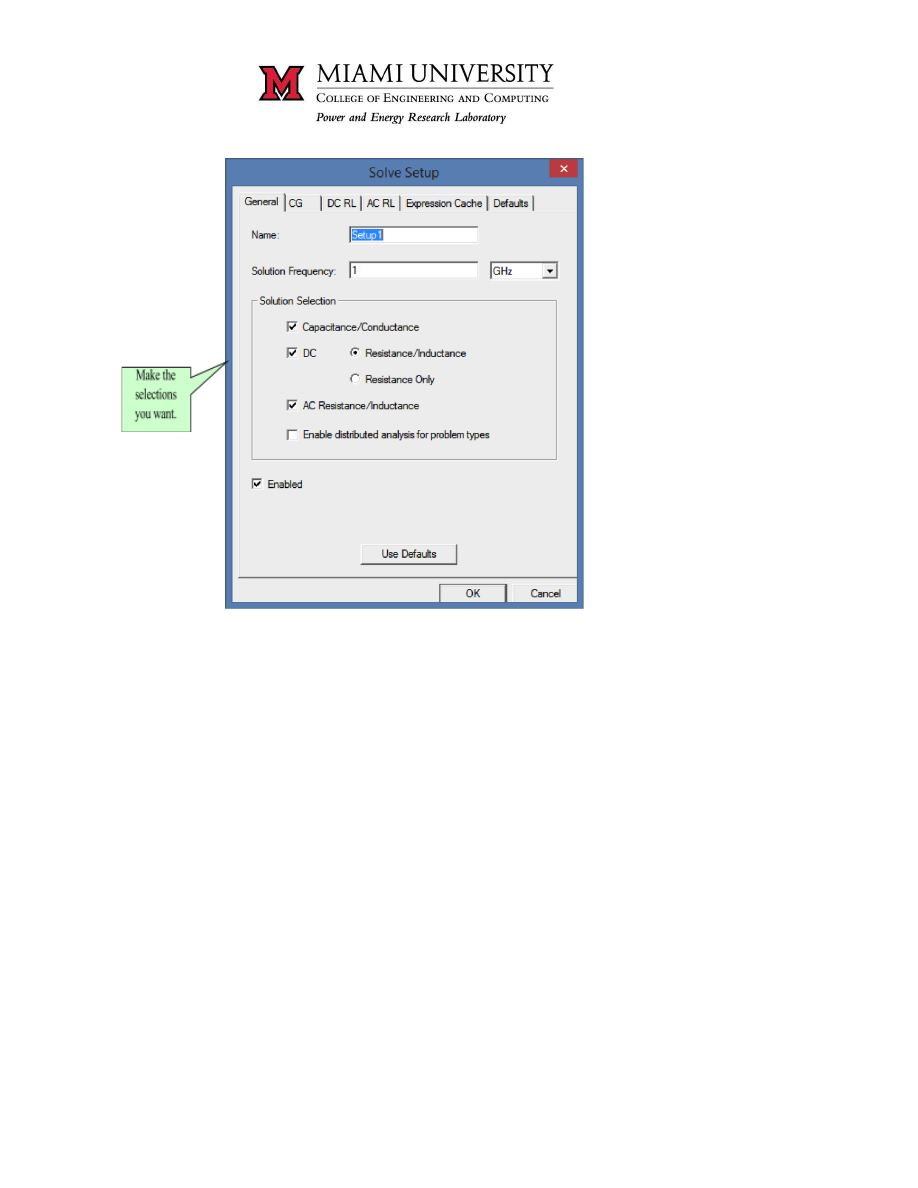 MIAMI UNIVERSITY
COLLEGE OF ENGINEERING AND COMPUTING
Power and Energy Research Laboratory
Solve Setup
General CG DC RL AC RL Expression Cache Defaults
Name: Setup1
Solution Frequency: 1 GHz
Solution Selection
Capacitance/Conductance
DC Resistance/Inductance
Resistance Only
AC Resistance/Inductance
Enable distributed analysis for problem types
Enabled
Use Defaults
OK Cancel
Make the
selections
you want.